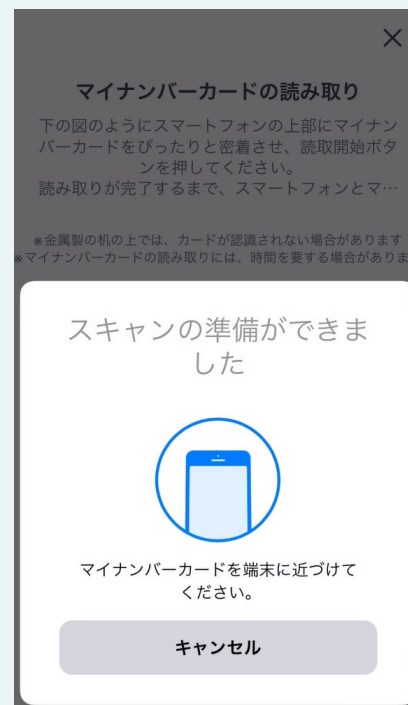 マイナンバーカードの読み取り
下の図のようにスマートフォンの上部にマイナン
バーカードをぴったりと密着させ、読取開始ボタ
ンを押してください。
読み取りが完了するまで、スマートフォンとマ…
※金属製の机の上では、カードが認識されない場合があります
※マイナンバーカードの読み取りには、時間を要する場合がありま
スキャンの準備ができま
した
マイナンバーカードを端末に近づけて
ください。
キャンセル